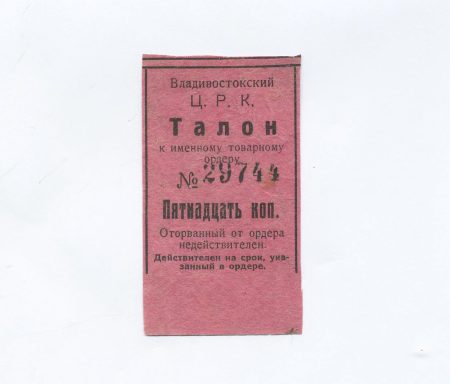 Владивостокский
Ц. Р. К.
Талон
к именному товарному
ордеру
№ 29744
Пятнадцать коп.
Оторванный от ордера
недействителен.
Действителен на срок, ука-
занный в ордере.